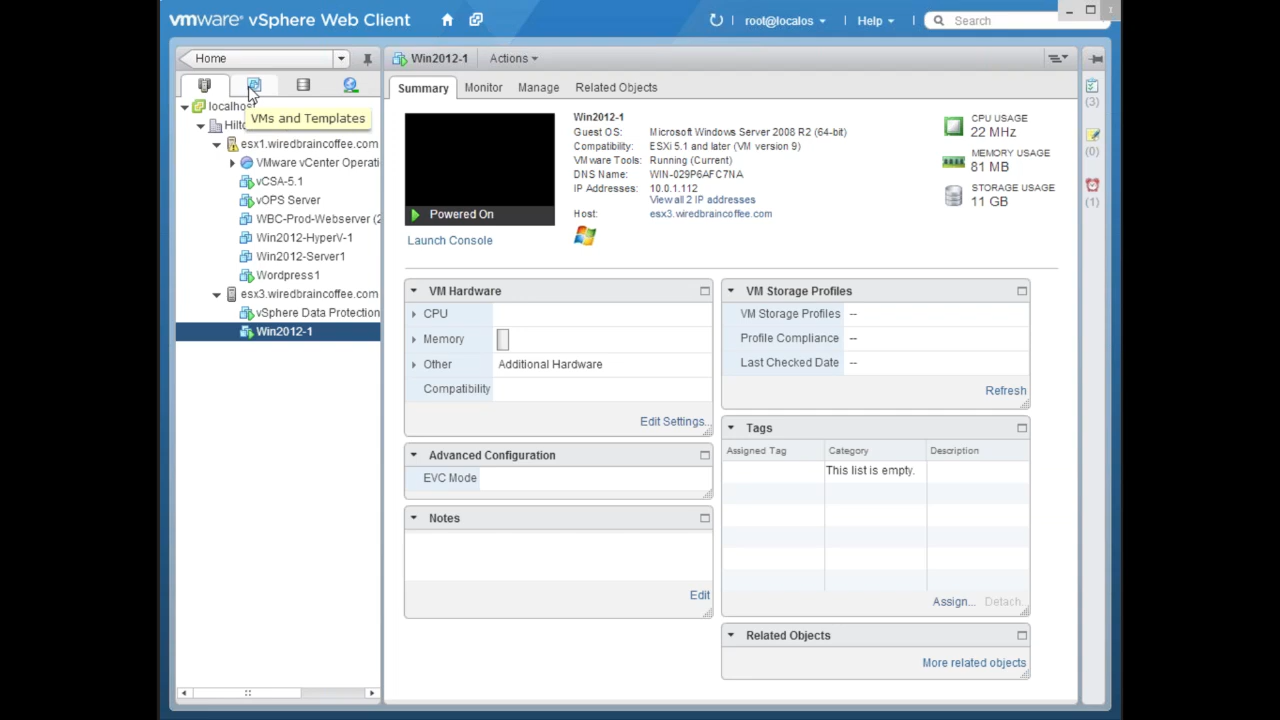 vmware® vSphere Web Client
root@localos
Help
Search
Home
Win2012-1
Actions
Summary
Monitor
Manage
Related Objects
localhost
VMs and Templates
esx1.wiredbraincoffee.com
VMware vCenter Operati
vCSA-5.1
vOPS Server
WBC-Prod-Webserver (2
Win2012-HyperV-1
Win2012-Server1
Wordpress1
esx3.wiredbraincoffee.com
vSphere Data Protection
Win2012-1
Powered On
Launch Console
Win2012-1
Guest OS: Microsoft Windows Server 2008 R2 (64-bit)
Compatibility: ESXi 5.1 and later (VM version 9)
VMware Tools: Running (Current)
DNS Name: WIN-029P6AFC7NA
IP Addresses: 10.0.1.112
View all 2 IP addresses
Host: esx3.wiredbraincoffee.com
CPU USAGE
22 MHz
MEMORY USAGE
81 MB
STORAGE USAGE
11 GB
(3)
(0)
(1)
VM Hardware
CPU
Memory
Other Additional Hardware
Compatibility
Edit Settings...
Advanced Configuration
EVC Mode
Notes
Edit
VM Storage Profiles
VM Storage Profiles --
Profile Compliance --
Last Checked Date --
Refresh
Tags
Assigned Tag Category Description
This list is empty.
Assign... Detach...
Related Objects
More related objects